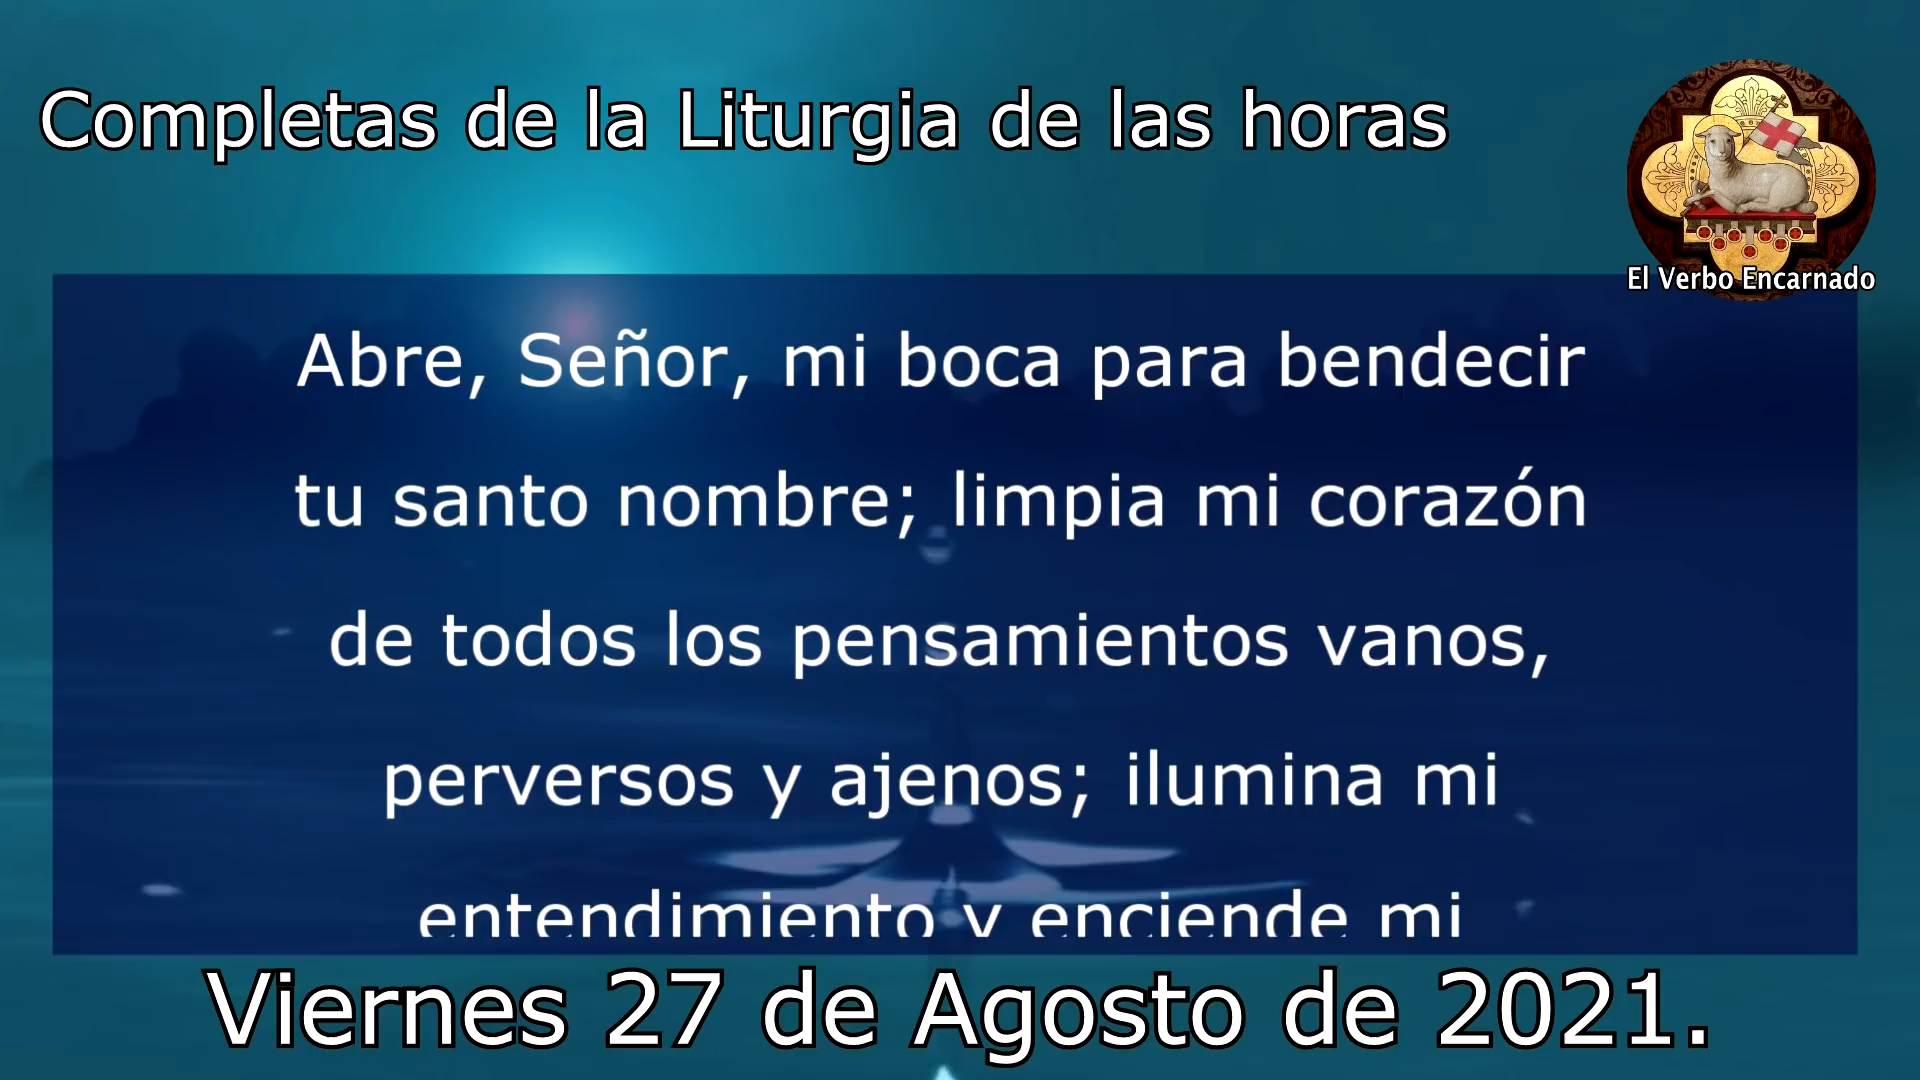 Completas de la Liturgia de las horas
El Verbo Encarnado
Abre, Señor, mi boca para bendecir
tu santo nombre; limpia mi corazón
de todos los pensamientos vanos,
perversos y ajenos; ilumina mi
entendimiento y enciende mi
Viernes 27 de Agosto de 2021.